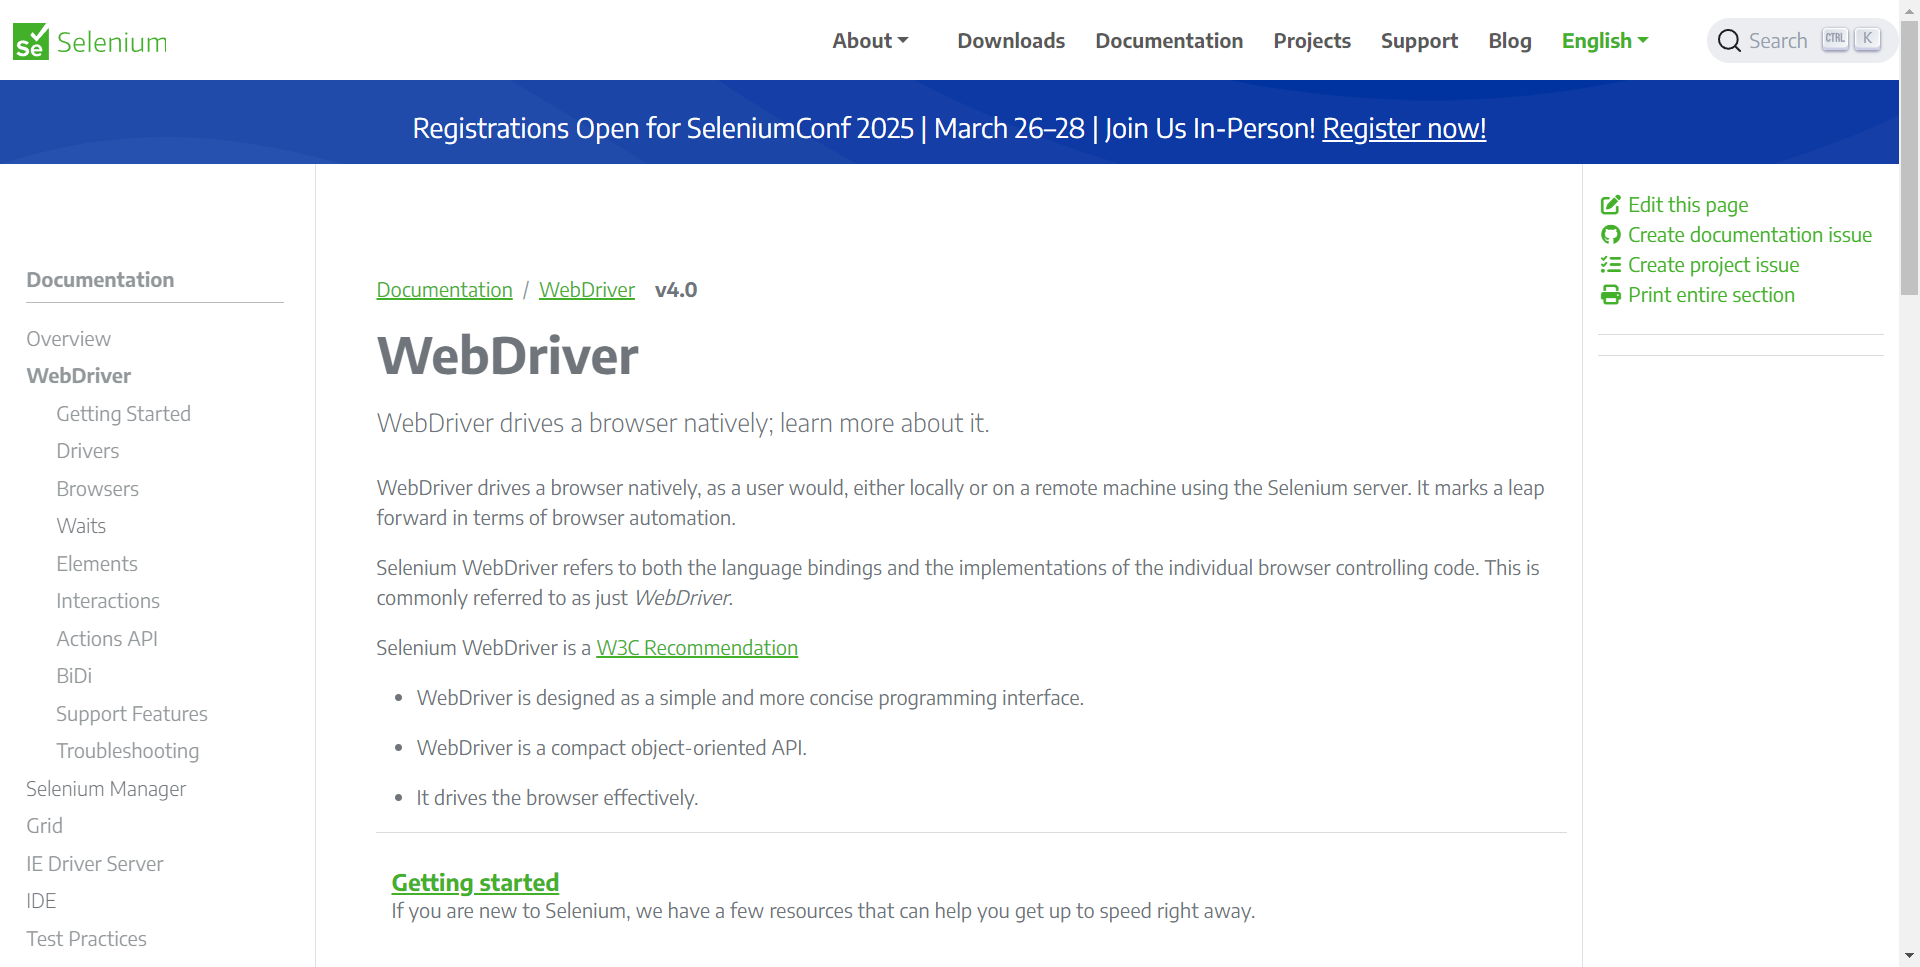 Selenium
About
Downloads
Documentation
Projects
Support
Blog
English
Search
CTRL
K
Registrations Open for SeleniumConf 2025 | March 26–28 | Join Us In-Person! Register now!
Documentation
Overview
WebDriver
Getting Started
Drivers
Browsers
Waits
Elements
Interactions
Actions API
BiDi
Support Features
Troubleshooting
Selenium Manager
Grid
IE Driver Server
IDE
Test Practices
Documentation / WebDriver v4.0
WebDriver
WebDriver drives a browser natively; learn more about it.
WebDriver drives a browser natively, as a user would, either locally or on a remote machine using the Selenium server. It marks a leap
forward in terms of browser automation.
Selenium WebDriver refers to both the language bindings and the implementations of the individual browser controlling code. This is
commonly referred to as just WebDriver.
Selenium WebDriver is a W3C Recommendation
• WebDriver is designed as a simple and more concise programming interface.
• WebDriver is a compact object-oriented API.
• It drives the browser effectively.
Getting started
If you are new to Selenium, we have a few resources that can help you get up to speed right away.
Edit this page
Create documentation issue
Create project issue
Print entire section